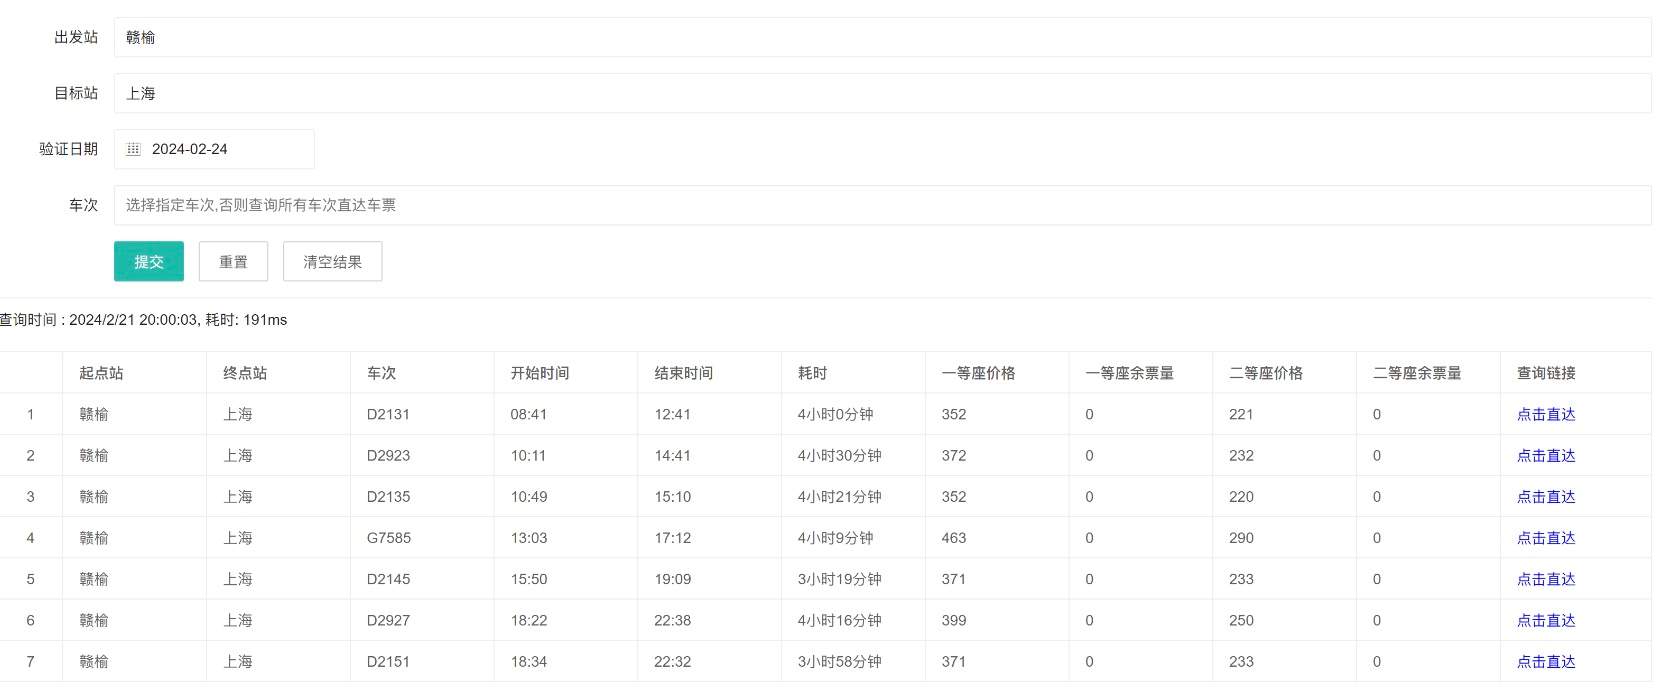 出发站 赣榆
目标站 上海
验证日期 2024-02-24
车次 选择指定车次,否则查询所有车次直达车票
提交 重置 清空结果
查询时间 : 2024/2/21 20:00:03, 耗时: 191ms
起点站 终点站 车次 开始时间 结束时间 耗时 一等座价格 一等座余票量 二等座价格 二等座余票量 查询链接
1 赣榆 上海 D2131 08:41 12:41 4小时0分钟 352 0 221 0 点击直达
2 赣榆 上海 D2923 10:11 14:41 4小时30分钟 372 0 232 0 点击直达
3 赣榆 上海 D2135 10:49 15:10 4小时21分钟 352 0 220 0 点击直达
4 赣榆 上海 G7585 13:03 17:12 4小时9分钟 463 0 290 0 点击直达
5 赣榆 上海 D2145 15:50 19:09 3小时19分钟 371 0 233 0 点击直达
6 赣榆 上海 D2927 18:22 22:38 4小时16分钟 399 0 250 0 点击直达
7 赣榆 上海 D2151 18:34 22:32 3小时58分钟 371 0 233 0 点击直达